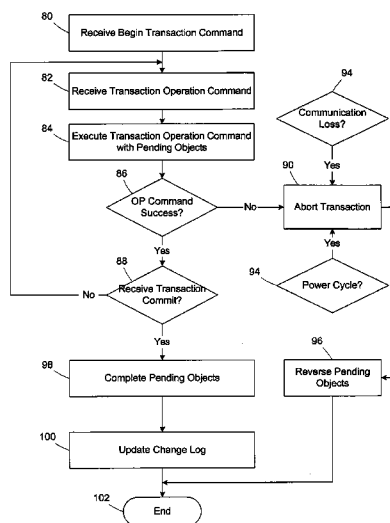 80
Receive Begin Transaction Command
82
Receive Transaction Operation Command
84
Execute Transaction Operation Command
with Pending Objects
86
OP Command
Success?
No
Yes
88
Receive Transaction
Commit?
No
Yes
94
Communication
Loss?
Yes
90
Abort Transaction
Yes
94
Power Cycle?
98
Complete Pending Objects
96
Reverse Pending
Objects
100
Update Change Log
102
End